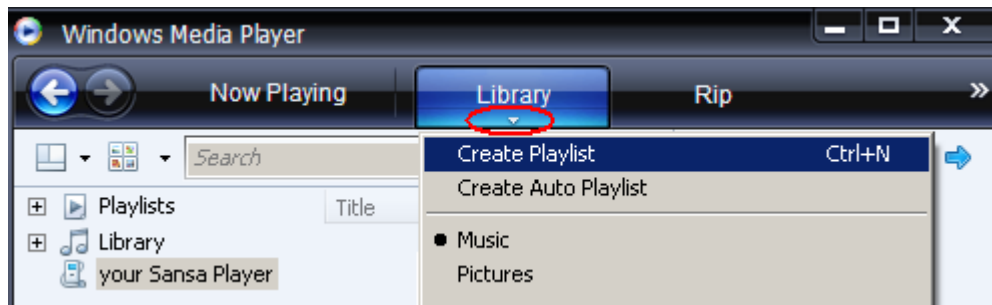 Windows Media Player
Now Playing Library Rip »
Search
Create Playlist Ctrl+N
Create Auto Playlist
Playlists Title
Library Music
your Sansa Player Pictures